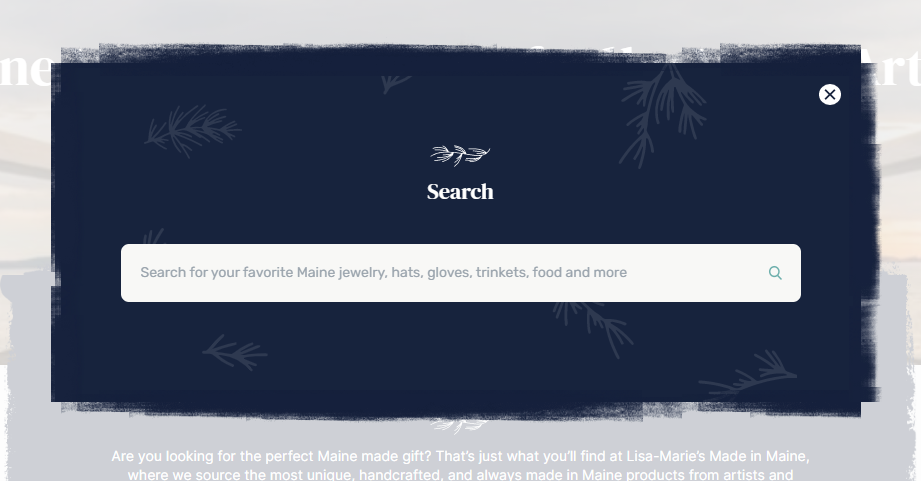 Search
Search for your favorite Maine jewelry, hats, gloves, trinkets, food and more
Are you looking for the perfect Maine made gift? That's just what you'll find at Lisa-Marie's Made in Maine,
where we source the most unique, handcrafted, and always made in Maine products from artists and